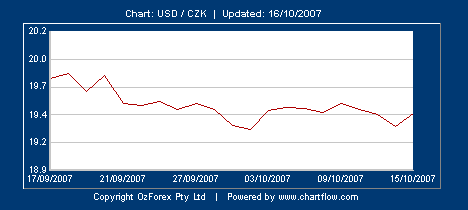 Chart: USD / CZK | Updated: 16/10/2007
20.2
20.0
19.7
19.4
19.2
18.9
17/09/2007 21/09/2007 27/09/2007 03/10/2007 09/10/2007 15/10/2007
Copyright OzForex Pty Ltd | Powered by www.chartflow.com